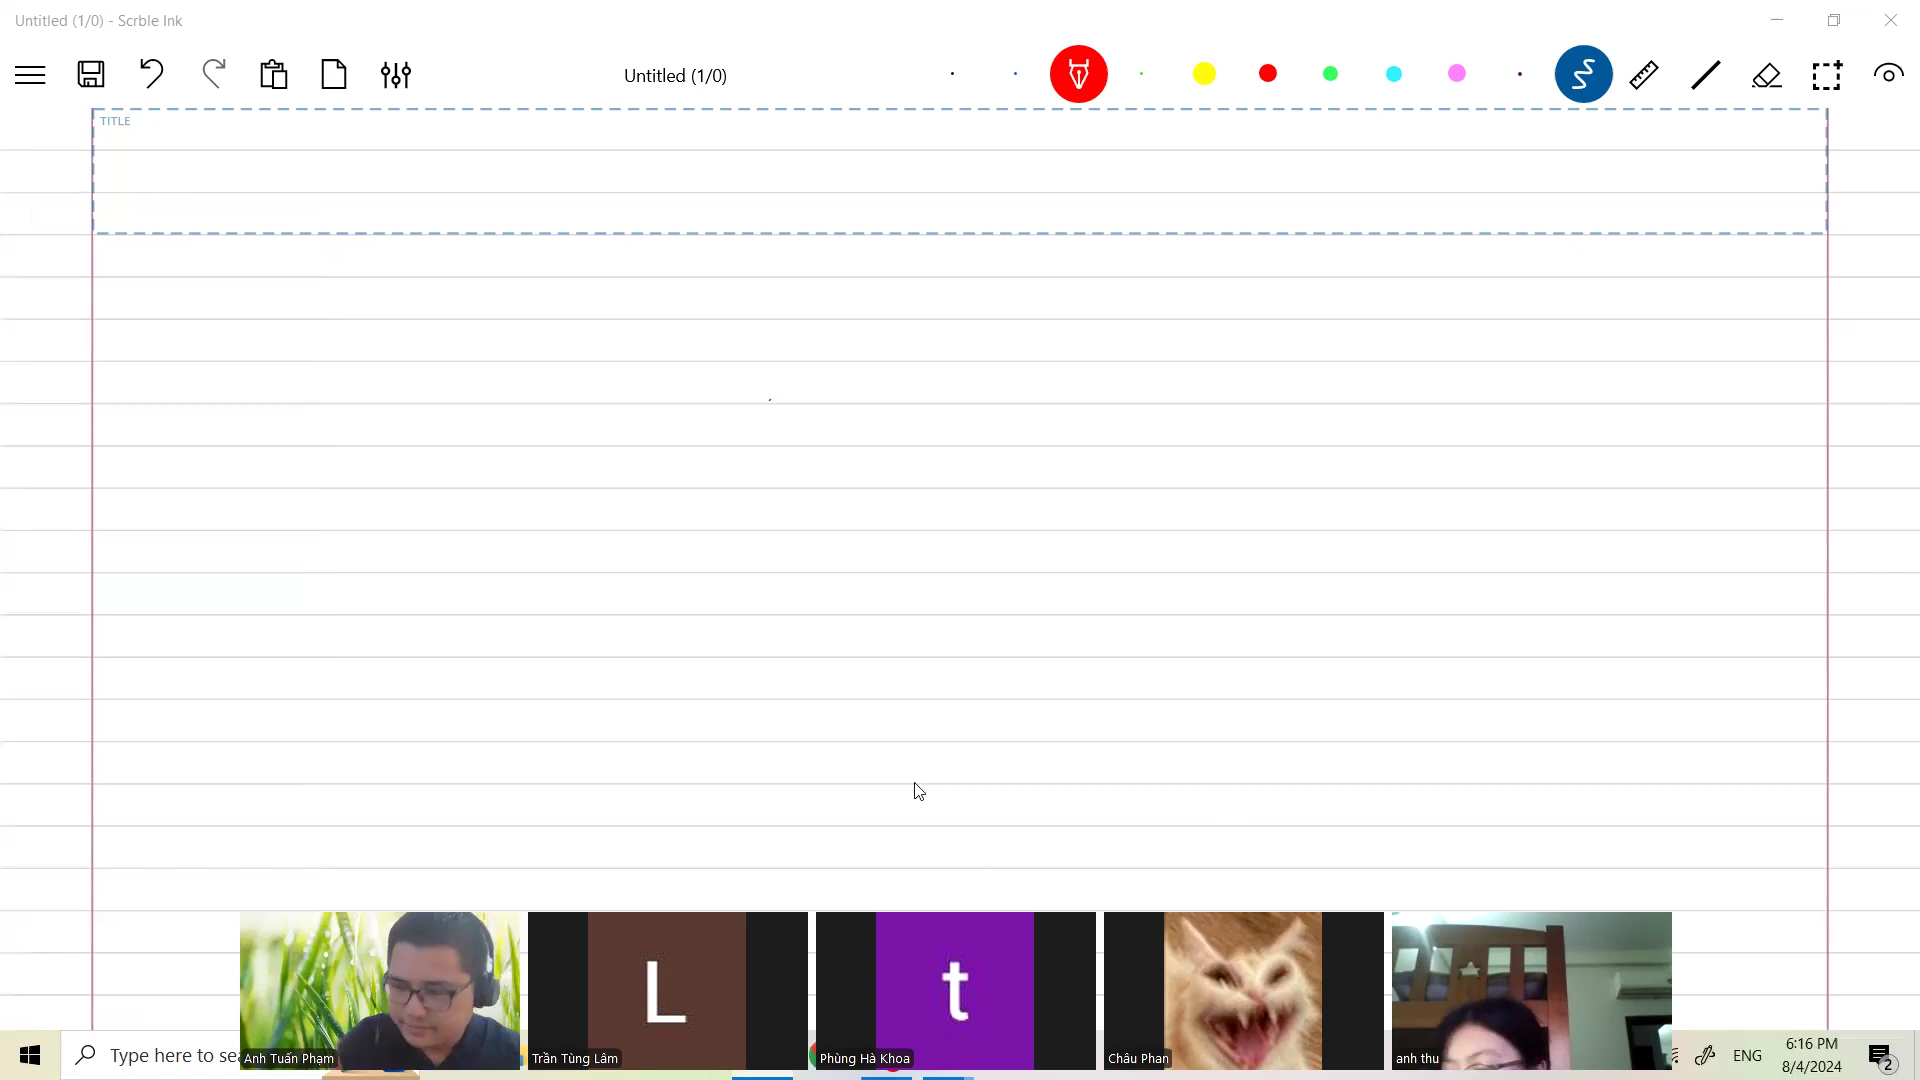 Untitled (1/0) - Scrble Ink
Untitled (1/0)
TITLE
L
t
Anh Tuấn Phạm
Trần Tùng Lâm
Phùng Hà Khoa
Châu Phan
anh thu
Type here to se
ENG
6:16 PM
8/4/2024
2